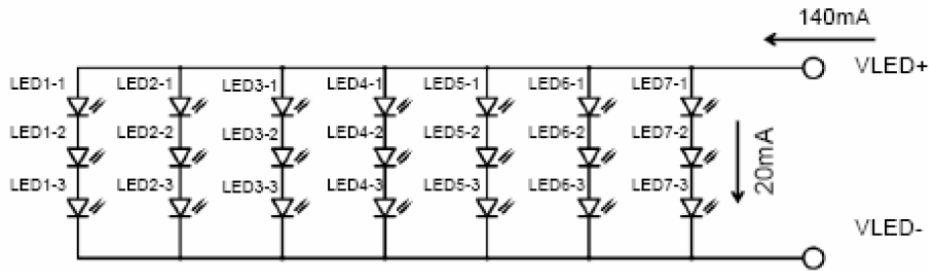 140mA
VLED+
LED1-1 LED2-1 LED3-1 LED4-1 LED5-1 LED6-1 LED7-1
LED1-2 LED2-2 LED3-2 LED4-2 LED5-2 LED6-2 LED7-2
20mA
LED1-3 LED2-3 LED3-3 LED4-3 LED5-3 LED6-3 LED7-3
VLED-